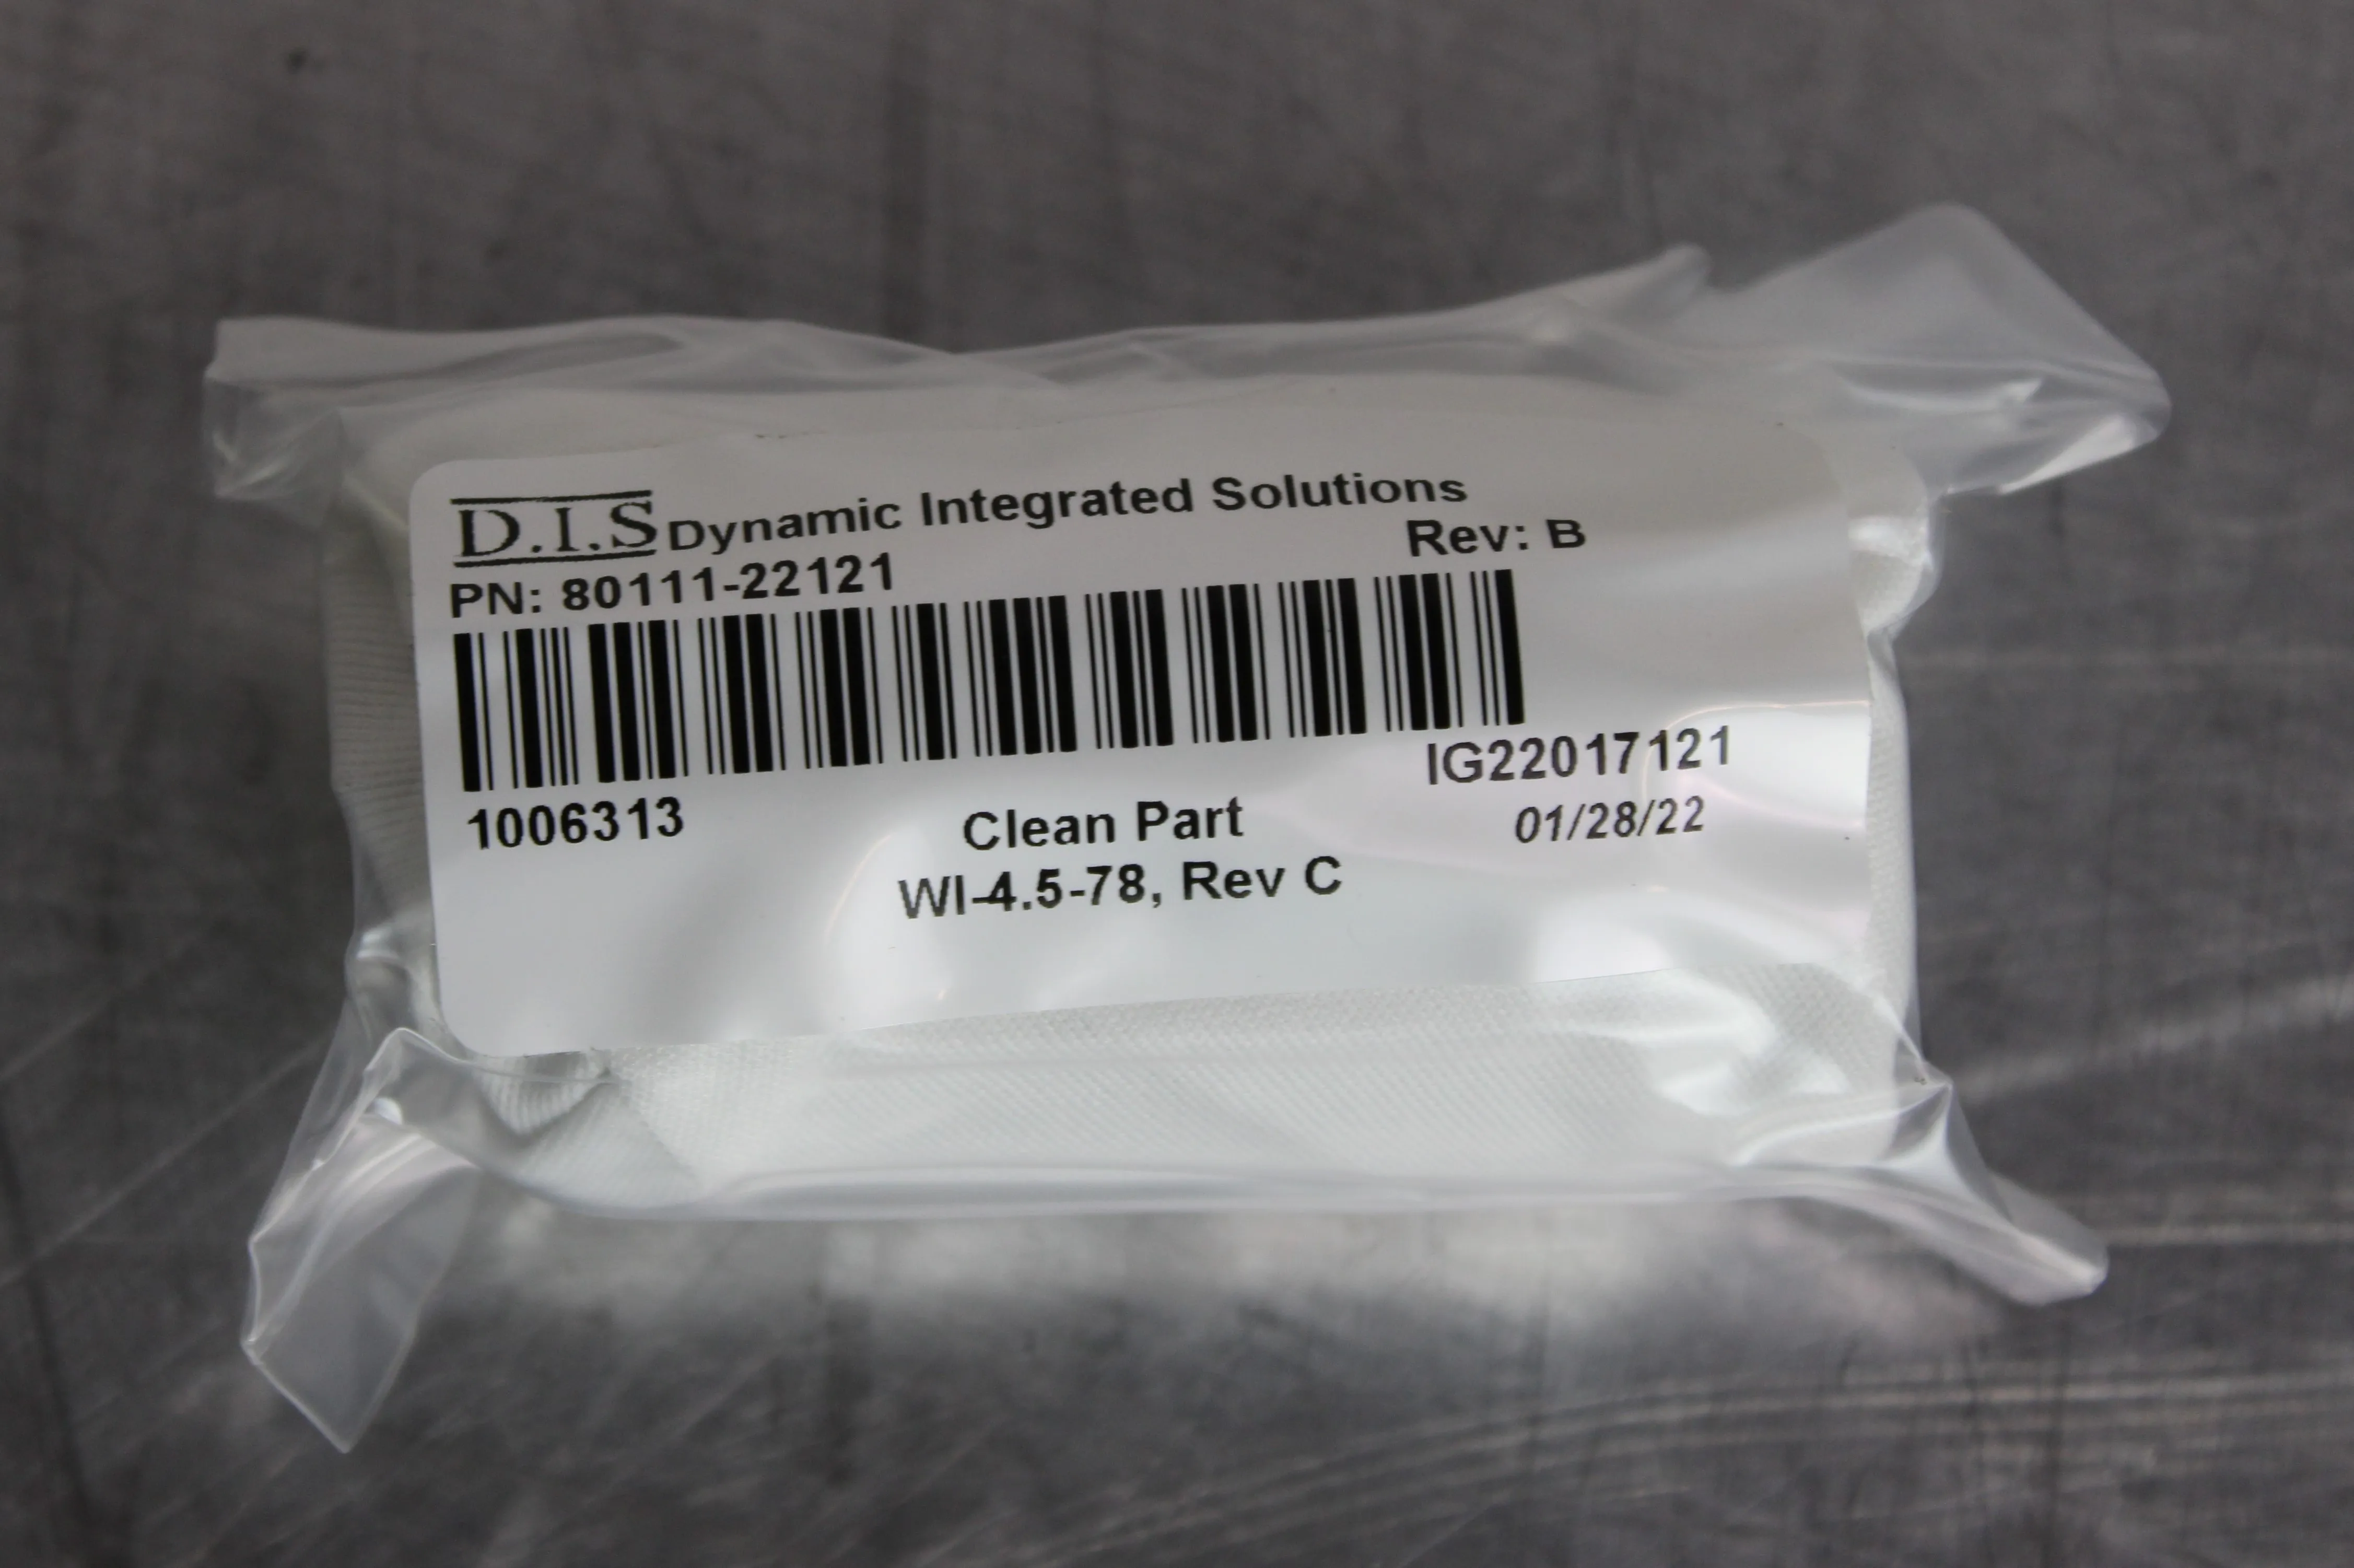 D.I.S Dynamic Integrated Solutions
PN: 80111-22121 Rev: B
IG22017121
1006313 Clean Part 01/28/22
WI-4.5-78, Rev C